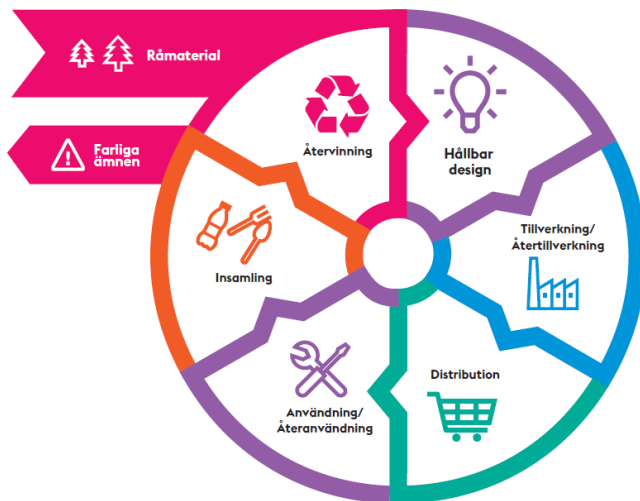 Råmaterial
Farliga
ämnen
Återvinning
Hållbar
design
Tillverkning/
Återtillverkning
Distribution
Användning/
Återanvändning
Insamling